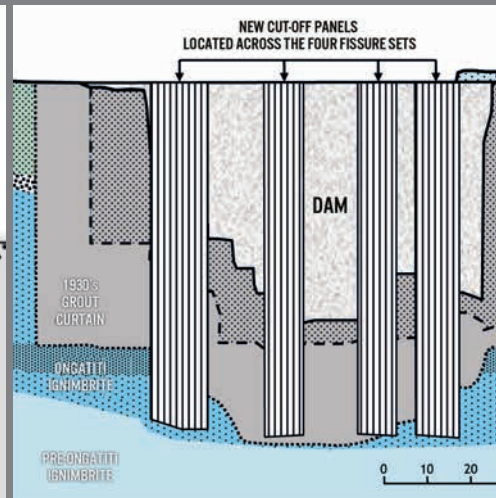 NEW CUT-OFF PANELS
LOCATED ACROSS THE FOUR FISSURE SETS
DAM
1930's
GROUT
CURTAIN
ONGATITI
IGNIMBRITE
PRE-ONGATITI
IGNIMBRITE
0 10 20